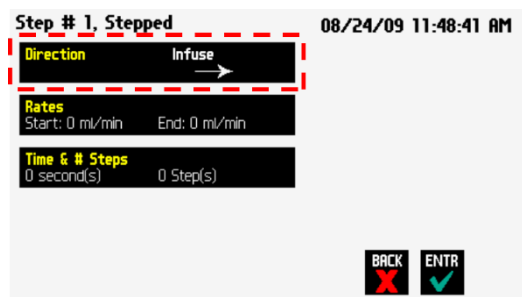 Step # 1, Stepped 08/24/09 11:48:41 AM
Direction Infuse
Rates
Start: 0 ml/min End: 0 ml/min
Time & # Steps
0 second(s) 0 Step(s)
BACK ENTR